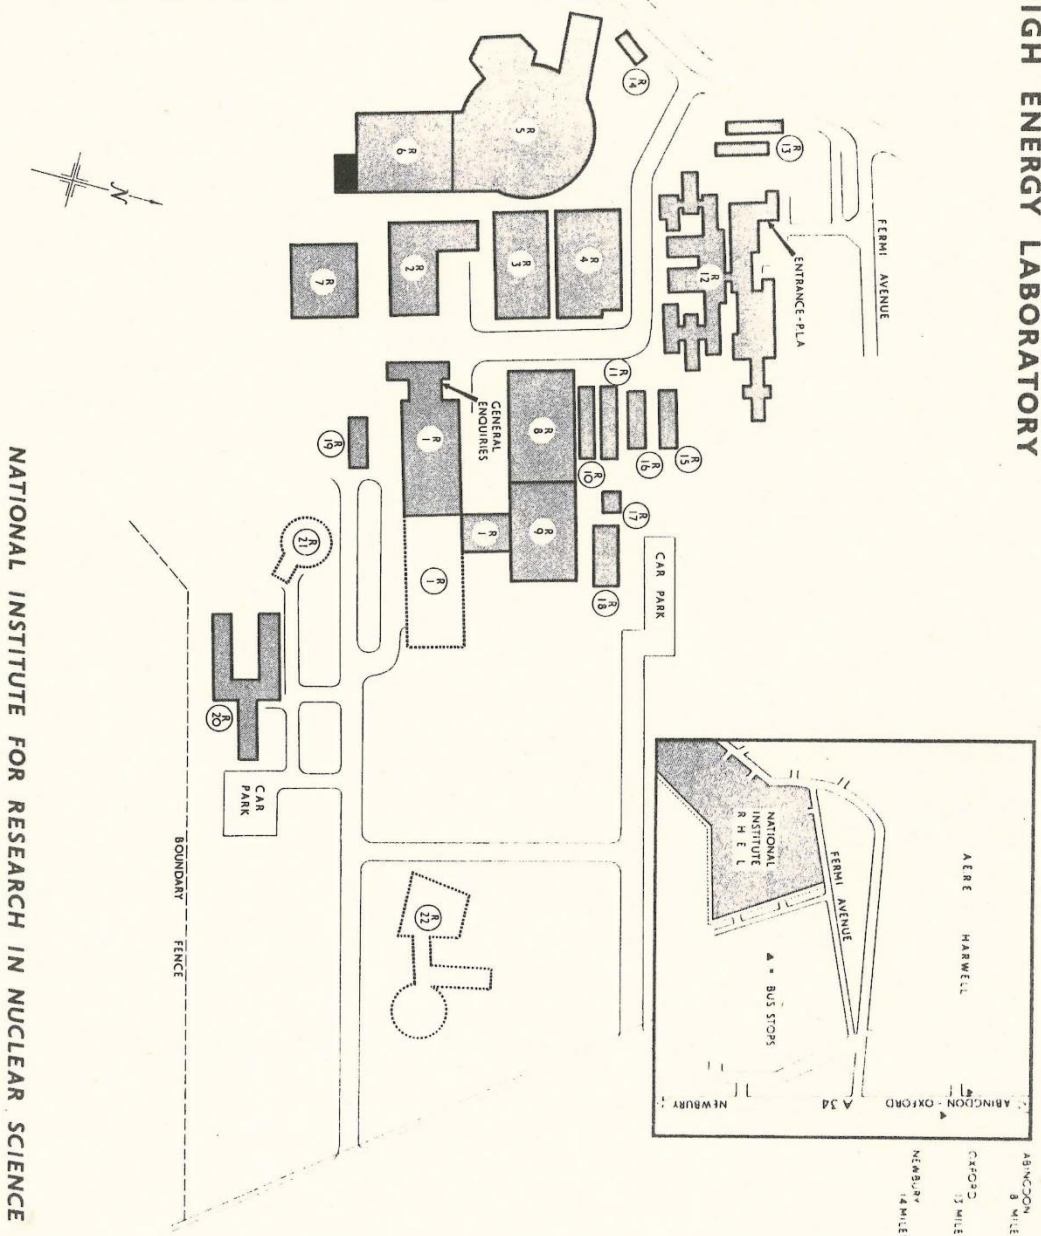 IGH ENERGY LABORATORY
FERMI AVENUE
ENTRANCE-PLA
R
14
R
13
R
5
R
6
R
12
R
4
R
3
R
2
R
7
R
11
R
15
R
16
R
10
R
8
GENERAL
ENQUIRIES
R
1
R
19
R
17
R
9
R
1
R
18
CAR PARK
R
1
R
21
R
20
CAR
PARK
R
22
BOUNDARY FENCE
N
AERE HARWELL
FERMI AVENUE
NATIONAL
INSTITUTE
R H E L
▲ = BUS STOPS
NEWBURY
A 34
ABINGDON - OXFORD
ABINGDON
8 MILE
OXFORD
13 MILE
NEWBURY
14 MILE
NATIONAL INSTITUTE FOR RESEARCH IN NUCLEAR SCIENCE